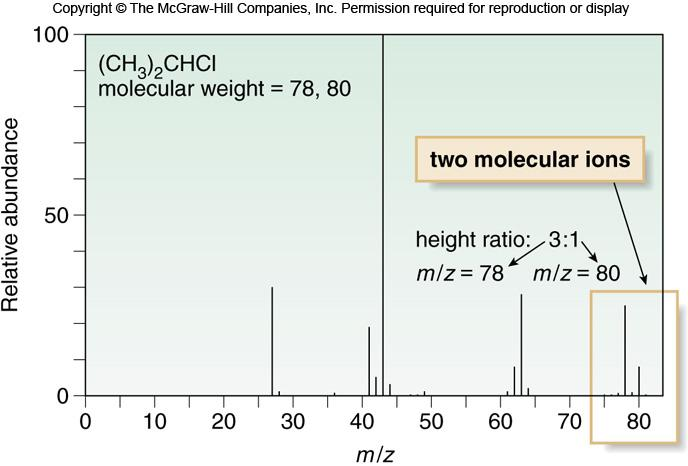 Copyright © The McGraw-Hill Companies, Inc. Permission required for reproduction or display
100
(CH₃)₂CHCl
molecular weight = 78, 80
two molecular ions
Relative abundance
50
height ratio: 3:1
m/z = 78 m/z = 80
0
0 10 20 30 40 50 60 70 80
m/z